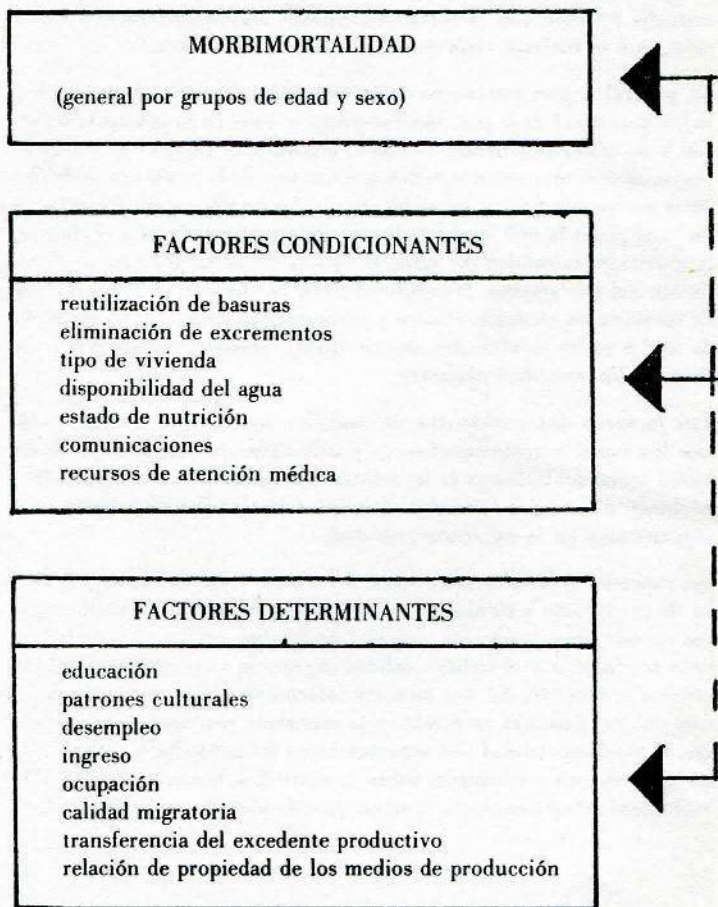 MORBIMORTALIDAD
(general por grupos de edad y sexo)
FACTORES CONDICIONANTES
reutilización de basuras
eliminación de excrementos
tipo de vivienda
disponibilidad del agua
estado de nutrición
comunicaciones
recursos de atención médica
FACTORES DETERMINANTES
educación
patrones culturales
desempleo
ingreso
ocupación
calidad migratoria
transferencia del excedente productivo
relación de propiedad de los medios de producción